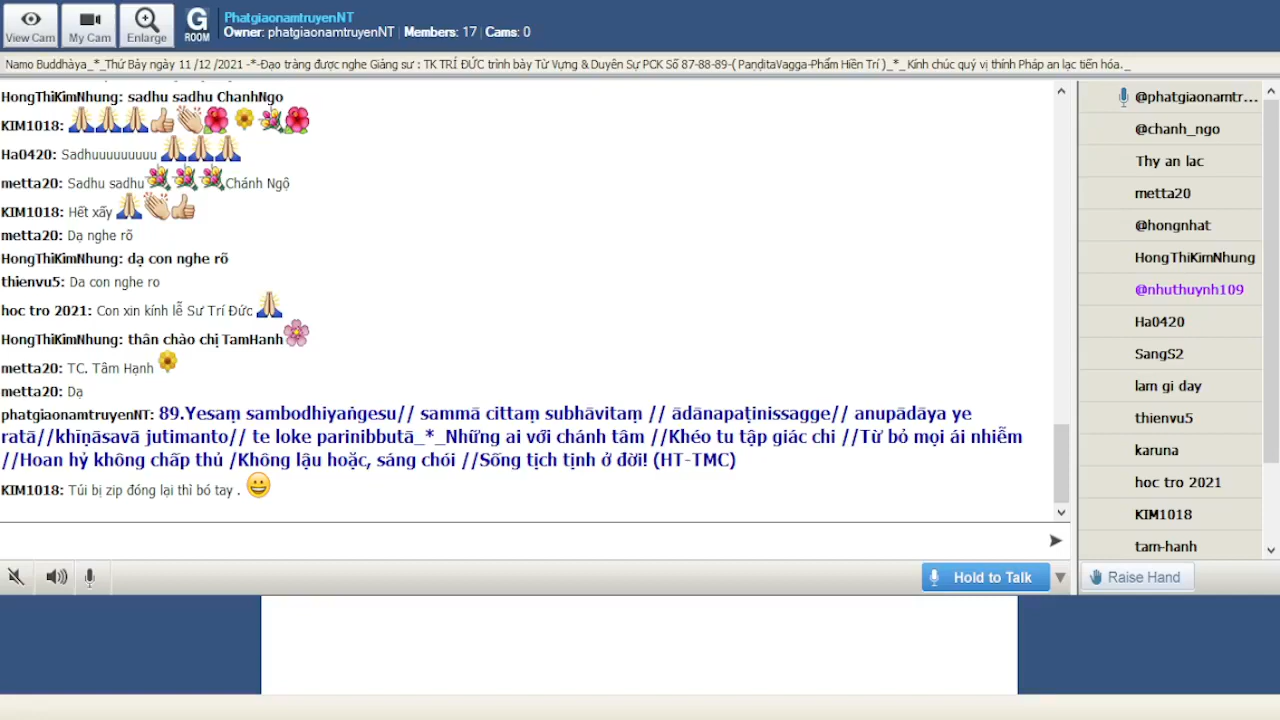 View Cam
My Cam
Enlarge
G
ROOM
PhatgiaonamtruyenNT
Owner: phatgiaonamtruyenNT | Members: 17 | Cams: 0
Namo Buddhàya_*_Thứ Bảy ngày 11 /12 /2021 -*-Đạo tràng được nghe Giảng sư : TK TRÍ ĐỨC trình bày Từ Vựng & Duyên Sự PCK Số 87-88-89-( PaṇḍitaVagga-Phẩm Hiền Trí )_*_ Kính chúc quý vị thính Pháp an lạc tiến hóa._
HongThiKimNhung: sadhu sadhu ChanhNgo
KIM1018:
Ha0420: Sadhuuuuuuuuu
metta20: Sadhu sadhu Chánh Ngộ
KIM1018: Hết xẩy
metta20: Dạ nghe rõ
HongThiKimNhung: dạ con nghe rõ
thienvu5: Da con nghe ro
hoc tro 2021: Con xin kính lễ Sư Trí Đức
HongThiKimNhung: thân chào chị TamHanh
metta20: TC. Tâm Hạnh
metta20: Dạ
phatgiaonamtruyenNT: 89.Yesaṃ sambodhiyaṅgesu// sammā cittaṃ subhāvitaṃ // ādānapaṭinissagge// anupādāya ye
ratā//khīṇāsavā jutimanto// te loke parinibbutā_*_Những ai với chánh tâm //Khéo tu tập giác chi //Từ bỏ mọi ái nhiễm
//Hoan hỷ không chấp thủ /Không lậu hoặc, sáng chói //Sống tịch tịnh ở đời! (HT-TMC)
KIM1018: Túi bị zip đóng lại thì bó tay .
@phatgiaonamtr...
@chanh_ngo
Thy an lac
metta20
@hongnhat
HongThiKimNhung
@nhuthuynh109
Ha0420
SangS2
lam gi day
thienvu5
karuna
hoc tro 2021
KIM1018
tam-hanh
Hold to Talk
Raise Hand